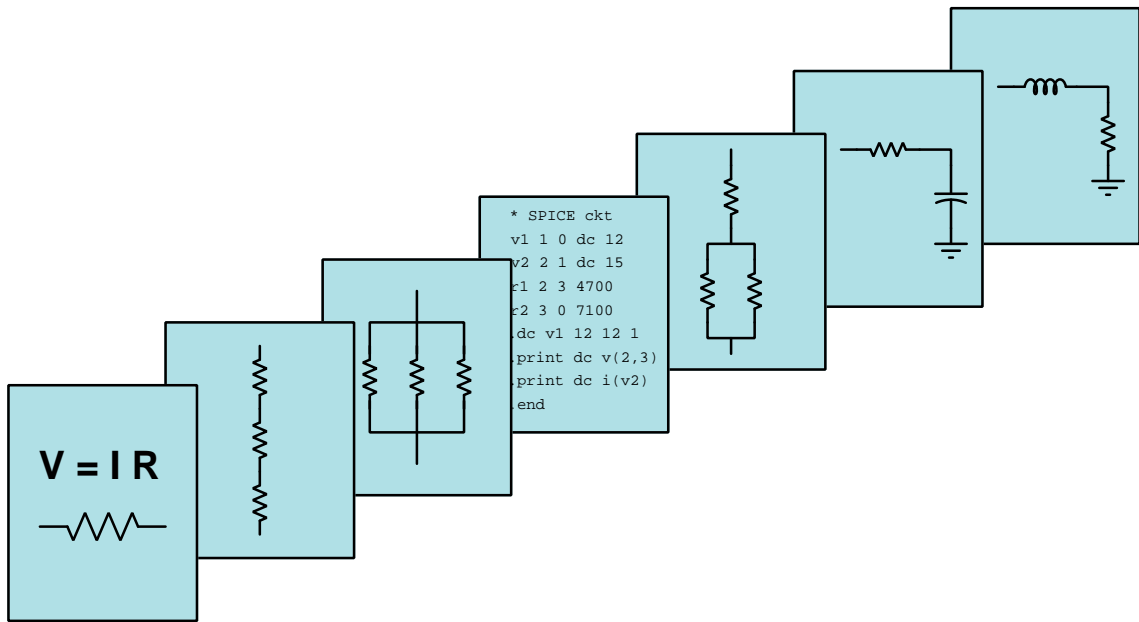 * SPICE ckt
v1 1 0 dc 12
v2 2 1 dc 15
r1 2 3 4700
r2 3 0 7100
.dc v1 12 12 1
.print dc v(2,3)
.print dc i(v2)
.end
V = I R